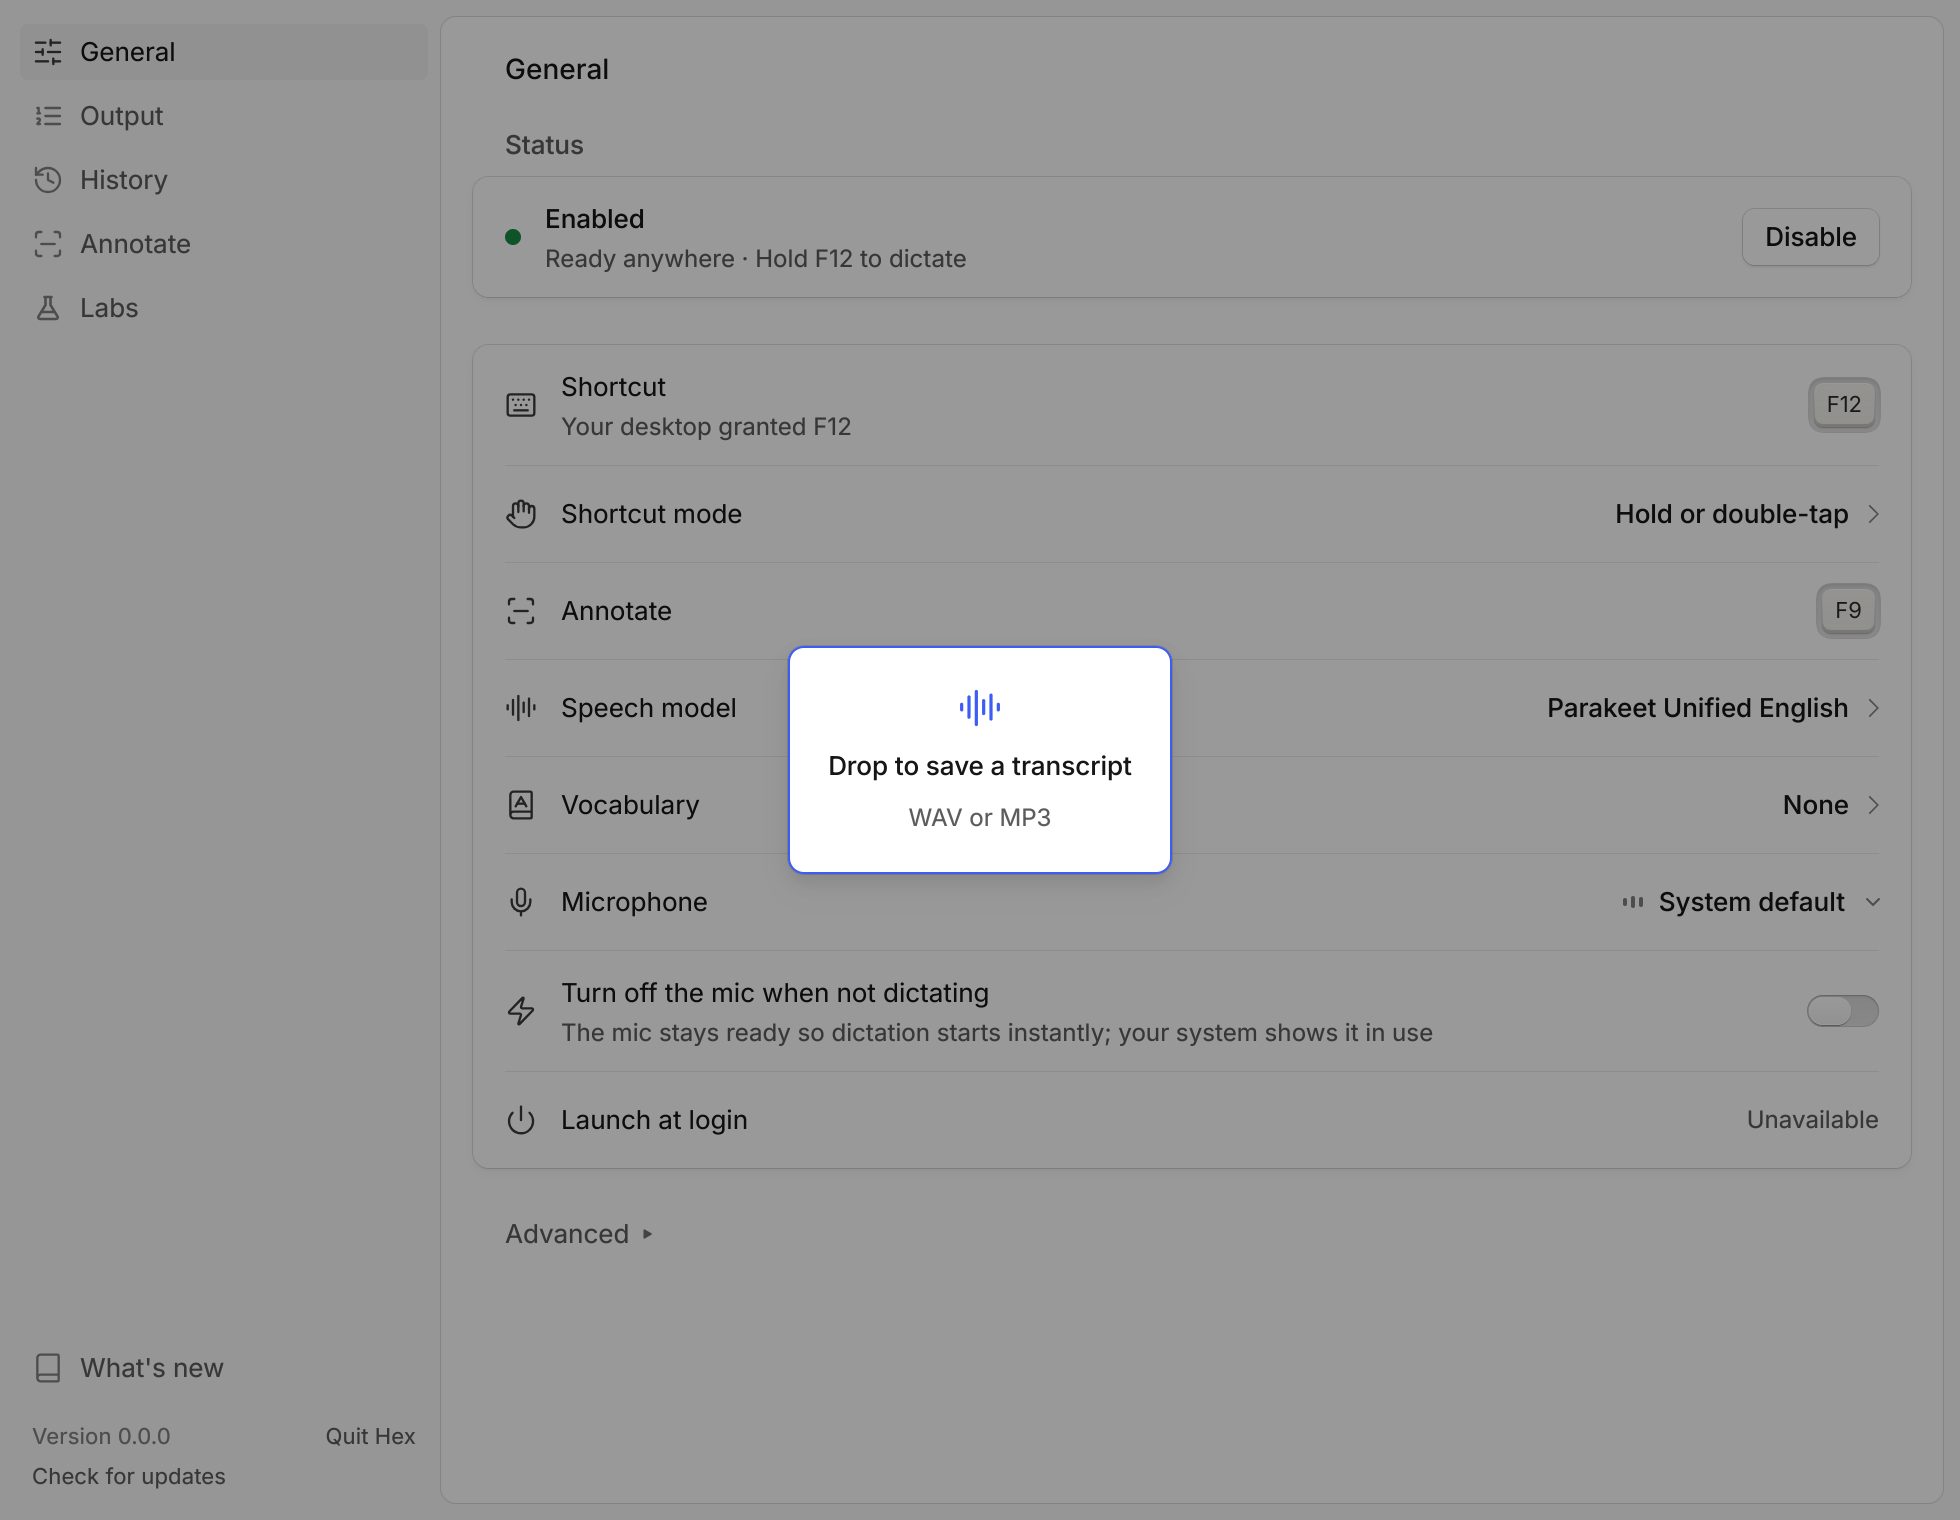 General
Output
History
Annotate
Labs
What's new
Version 0.0.0
Quit Hex
Check for updates
General
Status
Enabled
Ready anywhere · Hold F12 to dictate
Disable
Shortcut
Your desktop granted F12
F12
Shortcut mode
Hold or double-tap
Annotate
F9
Speech model
Parakeet Unified English
Vocabulary
None
Microphone
System default
Turn off the mic when not dictating
The mic stays ready so dictation starts instantly; your system shows it in use
Launch at login
Unavailable
Advanced
Drop to save a transcript
WAV or MP3